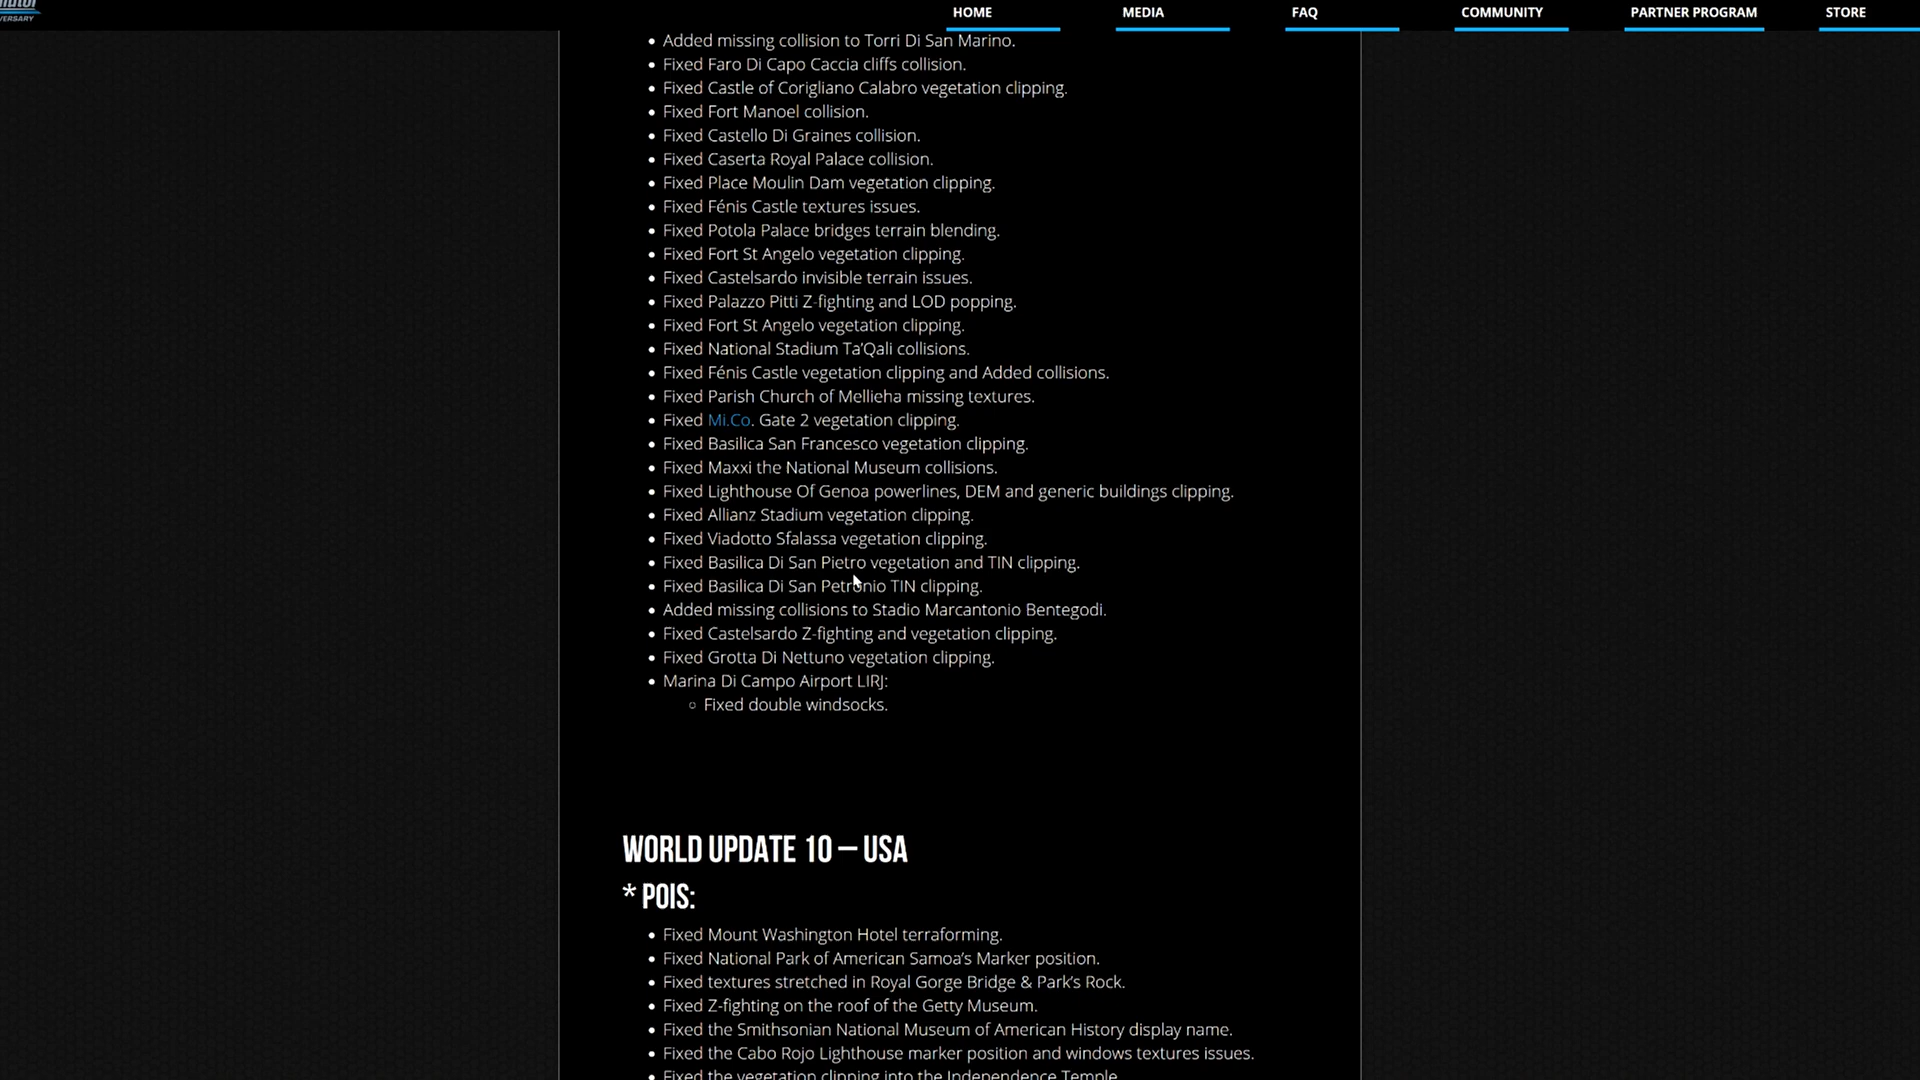 HOME MEDIA FAQ COMMUNITY PARTNER PROGRAM STORE
• Added missing collision to Torri Di San Marino.
• Fixed Faro Di Capo Caccia cliffs collision.
• Fixed Castle of Corigliano Calabro vegetation clipping.
• Fixed Fort Manoel collision.
• Fixed Castello Di Graines collision.
• Fixed Caserta Royal Palace collision.
• Fixed Place Moulin Dam vegetation clipping.
• Fixed Fénis Castle textures issues.
• Fixed Potola Palace bridges terrain blending.
• Fixed Fort St Angelo vegetation clipping.
• Fixed Castelsardo invisible terrain issues.
• Fixed Palazzo Pitti Z-fighting and LOD popping.
• Fixed Fort St Angelo vegetation clipping.
• Fixed National Stadium Ta’Qali collisions.
• Fixed Fénis Castle vegetation clipping and Added collisions.
• Fixed Parish Church of Mellieha missing textures.
• Fixed Mi.Co. Gate 2 vegetation clipping.
• Fixed Basilica San Francesco vegetation clipping.
• Fixed Maxxi the National Museum collisions.
• Fixed Lighthouse Of Genoa powerlines, DEM and generic buildings clipping.
• Fixed Allianz Stadium vegetation clipping.
• Fixed Viadotto Sfalassa vegetation clipping.
• Fixed Basilica Di San Pietro vegetation and TIN clipping.
• Fixed Basilica Di San Petronio TIN clipping.
• Added missing collisions to Stadio Marcantonio Bentegodi.
• Fixed Castelsardo Z-fighting and vegetation clipping.
• Fixed Grotta Di Nettuno vegetation clipping.
• Marina Di Campo Airport LIRJ:
○ Fixed double windsocks.
WORLD UPDATE 10 – USA
* POIS:
• Fixed Mount Washington Hotel terraforming.
• Fixed National Park of American Samoa’s Marker position.
• Fixed textures stretched in Royal Gorge Bridge & Park’s Rock.
• Fixed Z-fighting on the roof of the Getty Museum.
• Fixed the Smithsonian National Museum of American History display name.
• Fixed the Cabo Rojo Lighthouse marker position and windows textures issues.
• Fixed the vegetation clipping into the Independence Temple